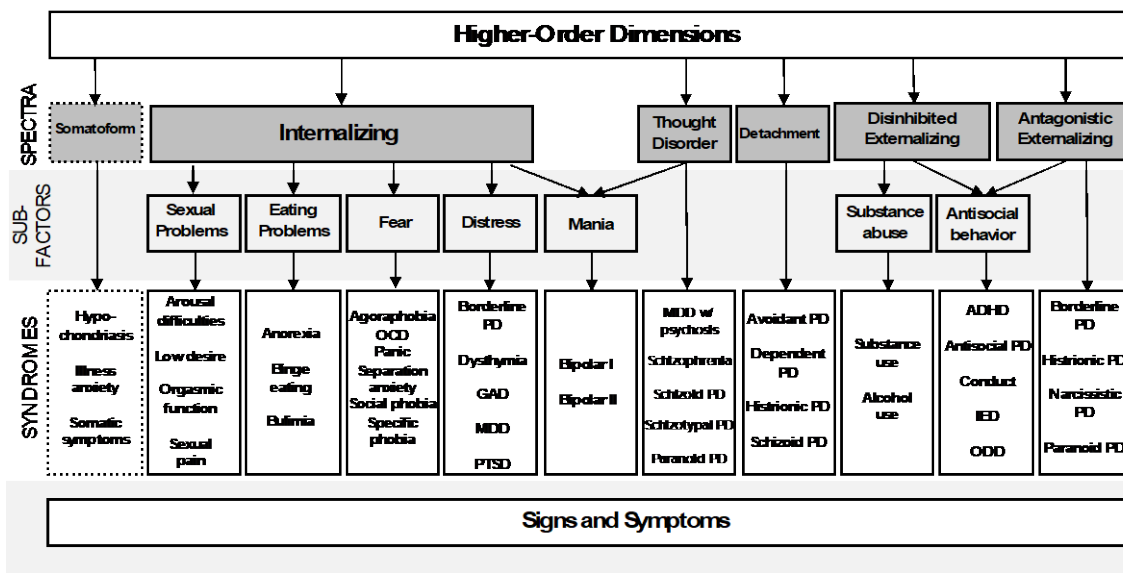 Higher-Order Dimensions
SPECTRA
Somatoform
Internalizing
Thought
Disorder
Detachment
Disinhibited
Externalizing
Antagonistic
Externalizing
SUB-
FACTORS
Sexual
Problems
Eating
Problems
Fear
Distress
Mania
Substance
abuse
Antisocial
behavior
SYNDROMES
Hypo-
chondriasis
Illness
anxiety
Somatic
symptoms
Arousal
difficulties
Low desire
Orgasmic
function
Sexual
pain
Anorexia
Binge
eating
Bulimia
Agoraphobia
OCD
Panic
Separation
anxiety
Social phobia
Specific
phobia
Borderline
PD
Dysthymia
GAD
MDD
PTSD
Bipolar I
Bipolar II
MDD w/
psychosis
Schizophrenia
Schizoid PD
Schizotypal PD
Paranoid PD
Avoidant PD
Dependent
PD
Histrionic PD
Schizoid PD
Substance
use
Alcohol use
ADHD
Antisocial PD
Conduct
IED
ODD
Borderline PD
Histrionic PD
Narcissistic
PD
Paranoid PD
Signs and Symptoms